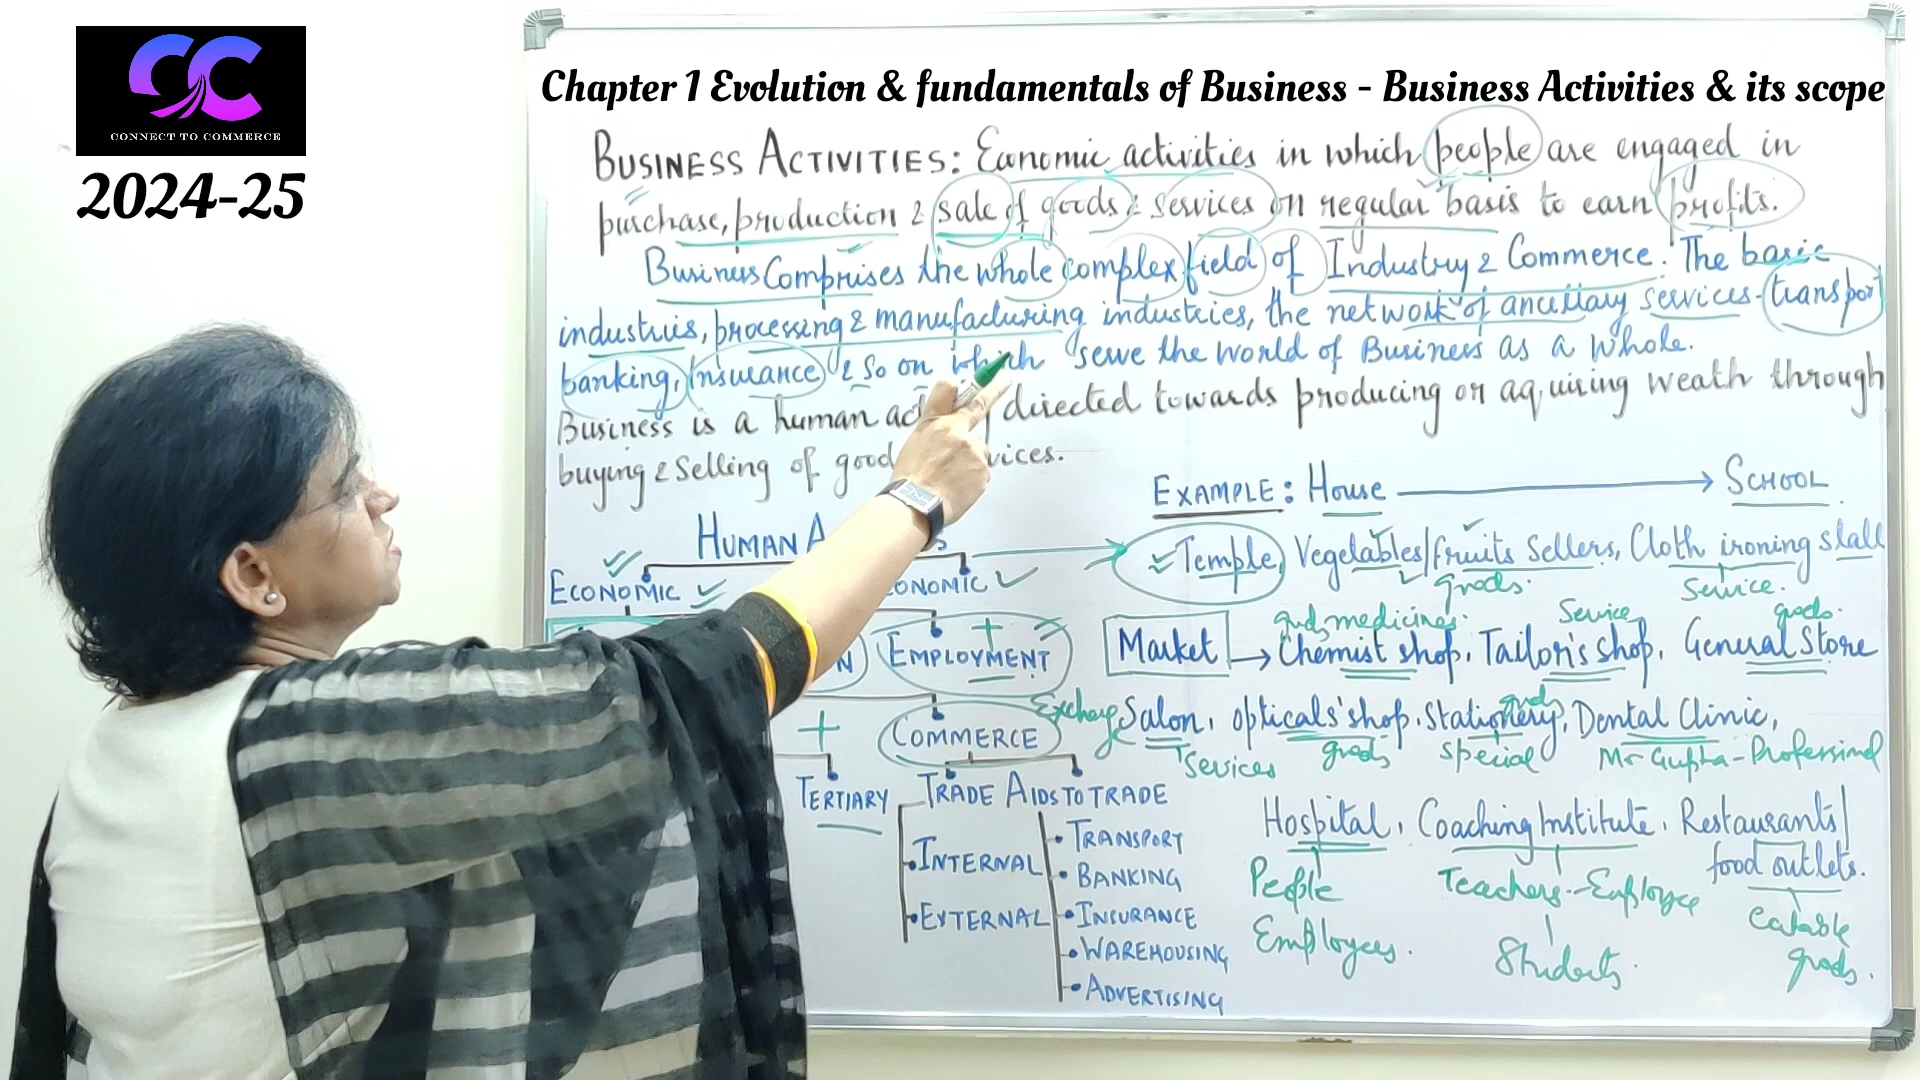 CONNECT TO COMMERCE
2024-25
Chapter 1 Evolution & fundamentals of Business - Business Activities & its scope
BUSINESS ACTIVITIES: Economic activities in which people are engaged in
purchase, production & sale of goods & services on regular basis to earn profits.
Business Comprises the whole complex field of Industry & Commerce. The basic
industries, processing & manufacturing industries, the network of ancillary services - transport
banking, Insurance & so on which serve the world of Business as a whole.
Business is a human directed towards producing or aquiring weath through
buying & selling of
EXAMPLE: House → SCHOOL
HUMAN
ECONOMIC
Temple, Vegetables/fruits sellers, Cloth ironing stall
goods.
Service.
medicines.
Service
goods.
EMPLOYMENT
Market → Chemist shop, Tailor's shop, General Store
goods
COMMERCE
Salon, opticals' shop, Stationery, Dental Clinic,
Services
goods
special
Mr Gupta - Professional
TERTIARY
TRADE
AIDS TO TRADE
INTERNAL
EXTERNAL
TRANSPORT
BANKING
INSURANCE
WAREHOUSING
ADVERTISING
Hospital, Coaching Institute, Restaurants/
food outlets.
People
Employees.
Teachers - Employee
Students.
eatable
goods.